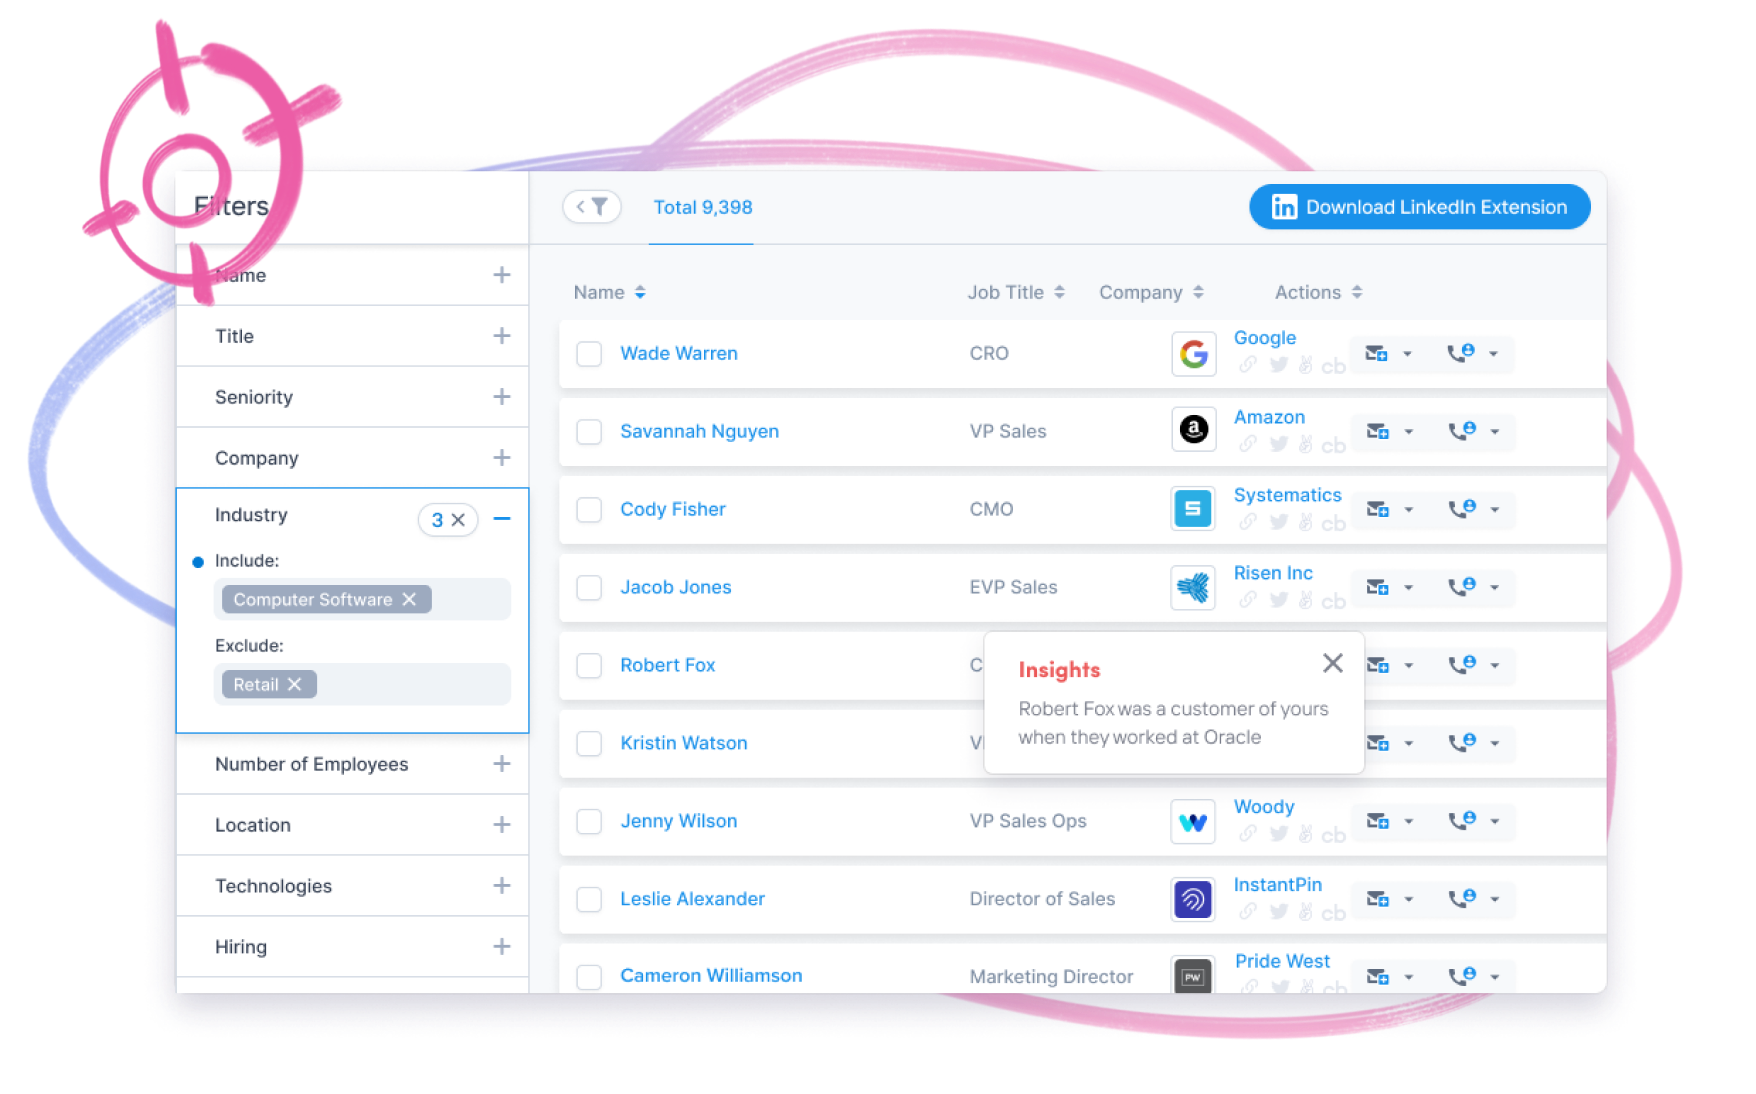 Filters
Total 9,398
in Download LinkedIn Extension
Name
Title
Seniority
Company
Industry
3
Include:
Computer Software
Exclude:
Retail
Number of Employees
Location
Technologies
Hiring
Name Job Title Company Actions
Wade Warren CRO Google
cb
Savannah Nguyen VP Sales a Amazon
cb
Cody Fisher CMO S Systematics
cb
Jacob Jones EVP Sales Risen Inc
cb
Robert Fox C
Insights
Robert Fox was a customer of yours
when they worked at Oracle
Kristin Watson
Jenny Wilson VP Sales Ops Woody
cb
Leslie Alexander Director of Sales InstantPin
cb
Cameron Williamson Marketing Director PW Pride West
cb